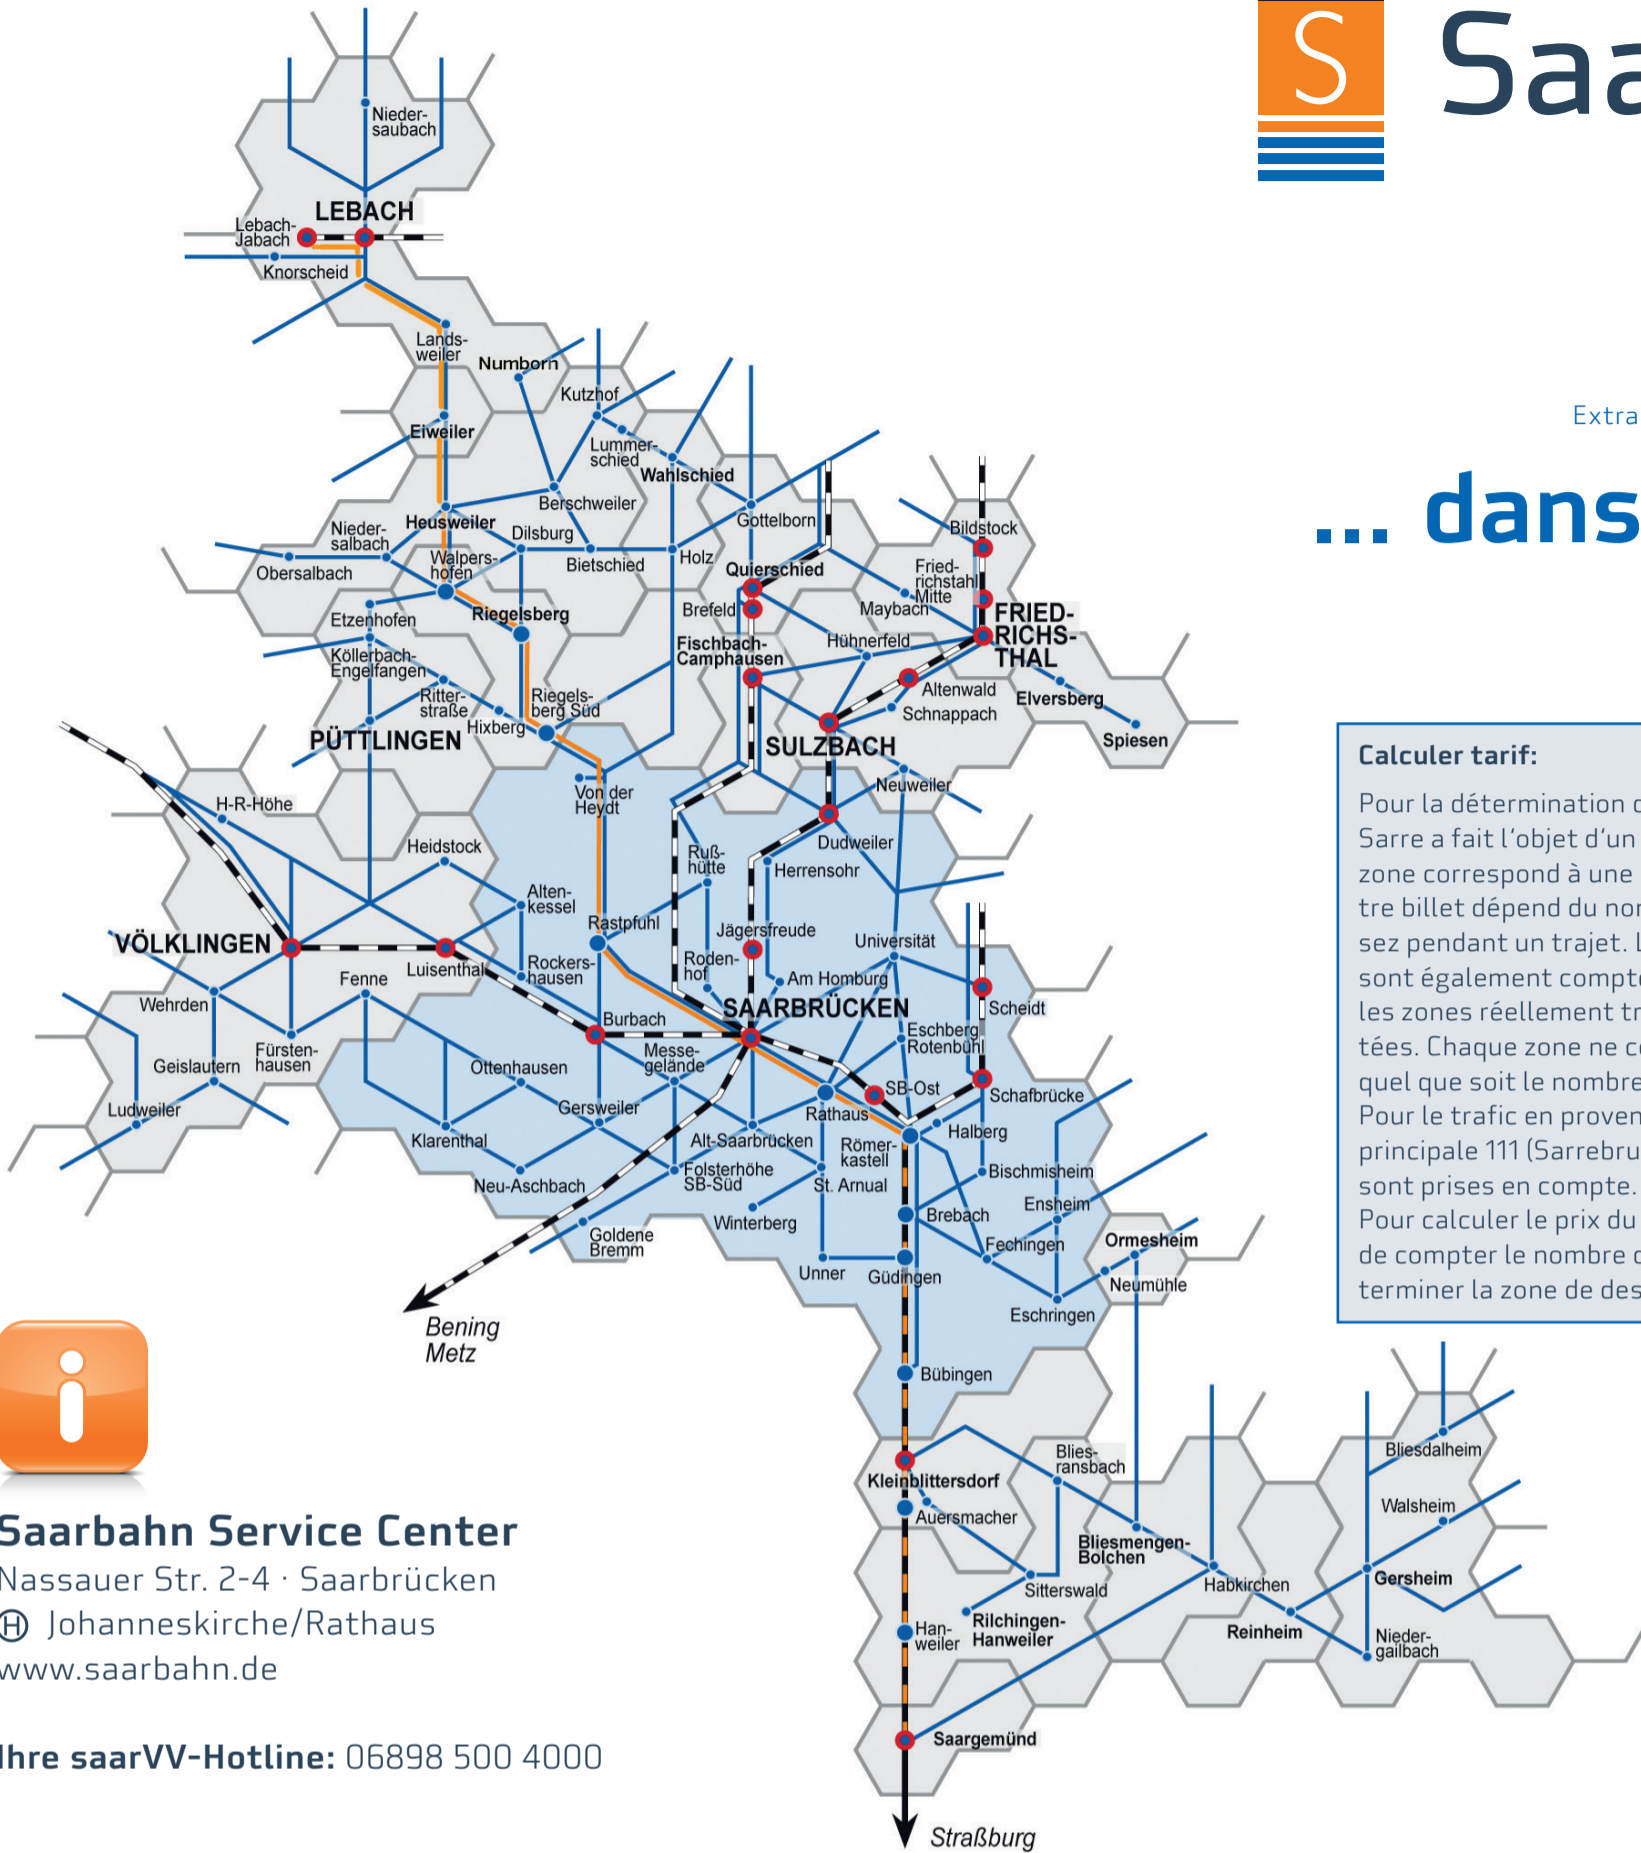 S
Saa
Nieder-
saubach
LEBACH
Lebach-
Jabach
Knorscheid
Lands-
weiler
Numborn
Kutzhof
Eiweiler
Lummer-
schied
Wahlschied
Berschweiler
Heusweiler
Dilsburg
Göttelborn
Nieder-
salbach
Walpers-
hofen
Bietschied
Holz
Obersalbach
Quierschied
Bildstock
Fried-
richstahl
Mitte
Maybach
Brefeld
FRIED-
RICHS-
THAL
Etzenhofen
Riegelsberg
Fischbach-
Camphausen
Hühnerfeld
Köllerbach-
Engelfangen
Ritter-
straße
Riegels-
berg Süd
Altenwald
Elversberg
Schnappach
Hixberg
PÜTTLINGEN
SULZBACH
Spiesen
Von der
Heydt
Neuweiler
H-R-Höhe
Heidstock
Dudweiler
Ruß-
hütte
Herrensohr
Alten-
kessel
Rastpfuhl
Jägersfreude
Universität
VÖLKLINGEN
Luisenthal
Rockers-
hausen
Roden-
hof
Am Homburg
Fenne
Wehrden
SAARBRÜCKEN
Scheidt
Burbach
Eschberg
Rotenbühl
Fürsten-
hausen
Geislautern
Messe-
gelände
Ottenhausen
SB-Ost
Schafbrücke
Ludweiler
Gersweiler
Rathaus
Klarenthal
Alt-Saarbrücken
Römer-
kastell
Halberg
Folsterhöhe
SB-Süd
St. Arnual
Bischmisheim
Neu-Aschbach
Ensheim
Winterberg
Brebach
Goldene
Bremm
Fechingen
Ormesheim
Unner
Güdingen
Neumühle
Eschringen
Bening
Metz
Bübingen
Bliesdalheim
Blies-
ransbach
Kleinblittersdorf
Walsheim
Auersmacher
Bliesmengen-
Bolchen
Sitterswald
Habkirchen
Gersheim
Han-
weiler
Rilchingen-
Hanweiler
Reinheim
Nieder-
gailbach
Saargemünd
Straßburg
Extra
... dans
Calculer tarif:
Pour la détermination d
Sarre a fait l'objet d'un
zone correspond à une
tre billet dépend du nor
sez pendant un trajet. L
sont également compte
les zones réellement tr
tées. Chaque zone ne c
quel que soit le nombre
Pour le trafic en proven
principale 111 (Sarrebru
sont prises en compte.
Pour calculer le prix du
de compter le nombre d
terminer la zone de des
i
Saarbahn Service Center
Nassauer Str. 2-4 · Saarbrücken
Ⓗ Johanneskirche/Rathaus
www.saarbahn.de
Ihre saarVV-Hotline: 06898 500 4000